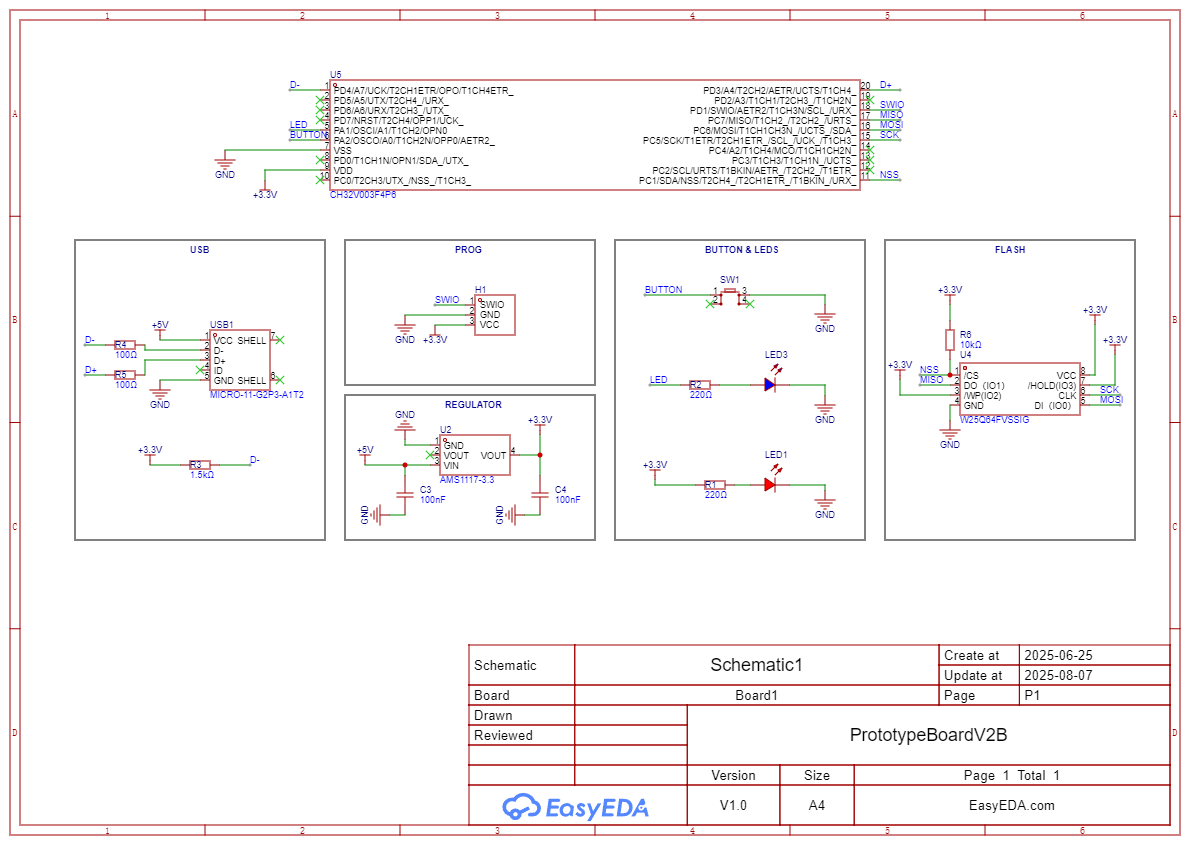 1 2 3 4 5 6
A A
B B
C C
D D
U5
D- 1 PD4/A7/UCK/T2CH1ETR/OPO/T1CH4ETR_
2 PD5/A5/UTX/T2CH4_/URX_
3 PD6/A6/URX/T2CH3_/UTX_
4 PD7/NRST/T2CH4/OPP1/UCK_
LED 5 PA1/OSCI/A1/T1CH2/OPN0
BUTTON 6 PA2/OSCO/A0/T1CH2N/OPP0/AETR2_
7 VSS
8 PD0/T1CH1N/OPN1/SDA_/UTX_
9 VDD
10 PC0/T2CH3/UTX_/NSS_/T1CH3_
GND
+3.3V
PD3/A4/T2CH2/AETR/UCTS/T1CH4_ 20 D+
PD2/A3/T1CH1/T2CH3_/T1CH2N_ 19
PD1/SWIO/AETR2/T1CH3N/SCL_/URX_ 18 SWIO
PC7/MISO/T1CH2_/T2CH2_/URTS_ 17 MISO
PC6/MOSI/T1CH1CH3N_/UCTS_/SDA_ 16 MOSI
PC5/SCK/T1ETR/T2CH1ETR_/SCL_/UCK_/T1CH3_ 15 SCK
PC4/A2/T1CH4/MCO/T1CH1CH2N_ 14
PC3/T1CH3/T1CH1N_/UCTS_ 13
PC2/SCL/URTS/T1BKIN/AETR_/T2CH2_/T1ETR_ 12
PC1/SDA/NSS/T2CH4_/T2CH1ETR_/T1BKIN_/URX_ 11 NSS
CH32V003F4P6
USB
+5V
USB1
D- R4 100Ω
D+ R5 100Ω
1 VCC SHELL 7
2 D-
3 D+
4 ID
5 GND SHELL 6
GND
MICRO-11-G2P3-A1T2
+3.3V R3 D-
1.5kΩ
PROG
H1
SWIO 1 SWIO
2 GND
3 VCC
GND
+3.3V
REGULATOR
GND
U2
+3.3V
+5V
1 GND
2 VOUT VOUT 4
3 VIN
AMS1117-3.3
C3
100nF
C4
100nF
GND
GND
BUTTON & LEDS
SW1
BUTTON 1 3
2 4
GND
LED3
LED R2
220Ω
GND
LED1
+3.3V R1
220Ω
GND
FLASH
+3.3V
+3.3V
+3.3V
R6
10kΩ
U4
+3.3V
NSS 1 /CS VCC 8
MISO 2 DO (IO1) /HOLD(IO3) 7
3 /WP(IO2) CLK 6 SCK
4 GND DI (IO0) 5 MOSI
W25Q64FVSSIG
GND
Schematic Schematic1
Create at 2025-06-25
Update at 2025-08-07
Board Board1 Page P1
Drawn
Reviewed
PrototypeBoardV2B
Version Size Page 1 Total 1
EasyEDA V1.0 A4 EasyEDA.com
1 2 3 4 5 6